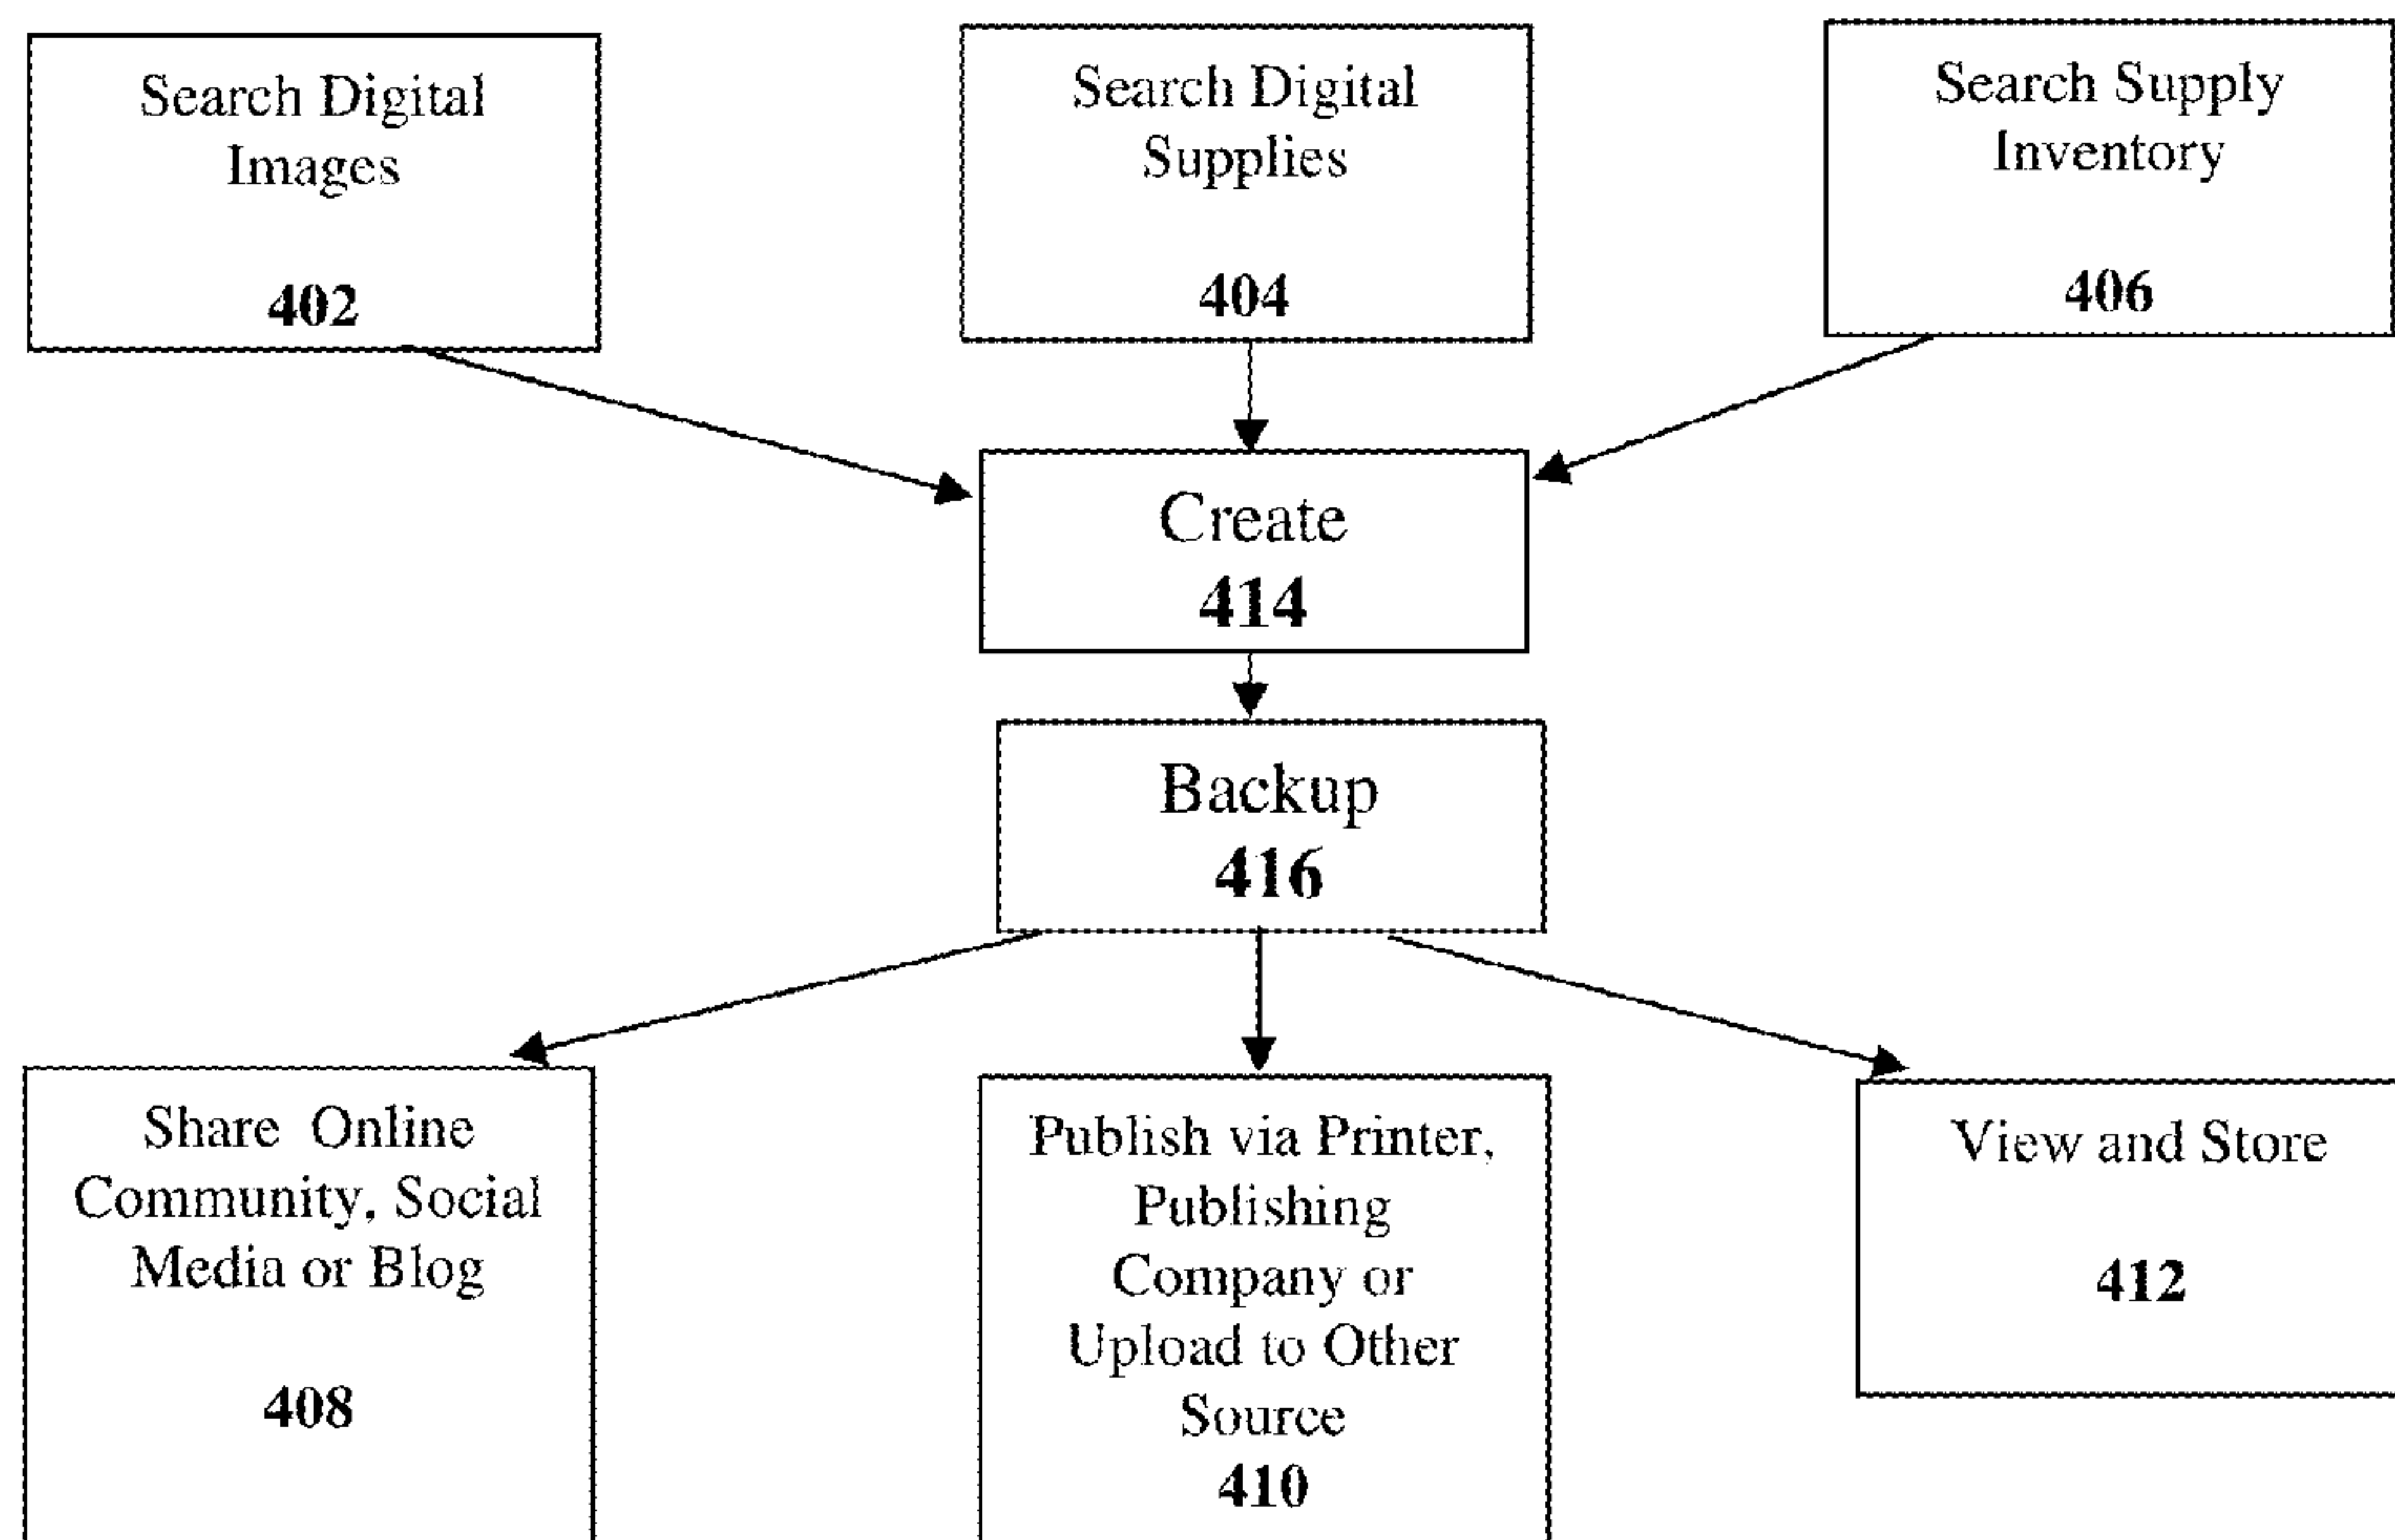 Search Digital
Images
402
Search Digital
Supplies
404
Search Supply
Inventory
406
Create
414
Backup
416
Share Online
Community, Social
Media or Blog
408
Publish via Printer,
Publishing
Company or
Upload to Other
Source
410
View and Store
412